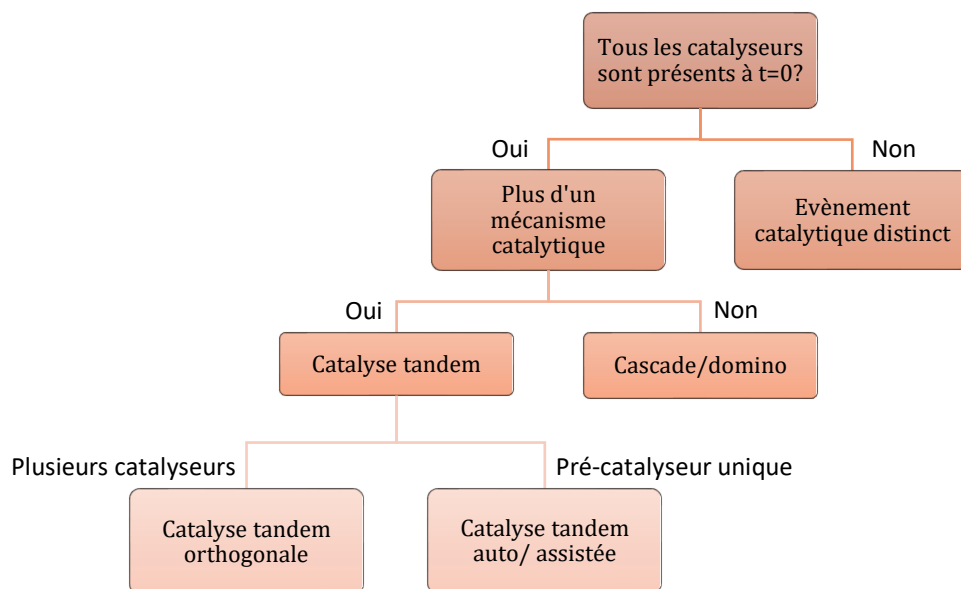 Tous les catalyseurs
sont présents à t=0?
Oui
Non
Plus d'un
mécanisme
catalytique
Evènement
catalytique distinct
Oui
Non
Catalyse tandem
Cascade/domino
Plusieurs catalyseurs
Pré-catalyseur unique
Catalyse tandem
orthogonale
Catalyse tandem
auto/ assistée